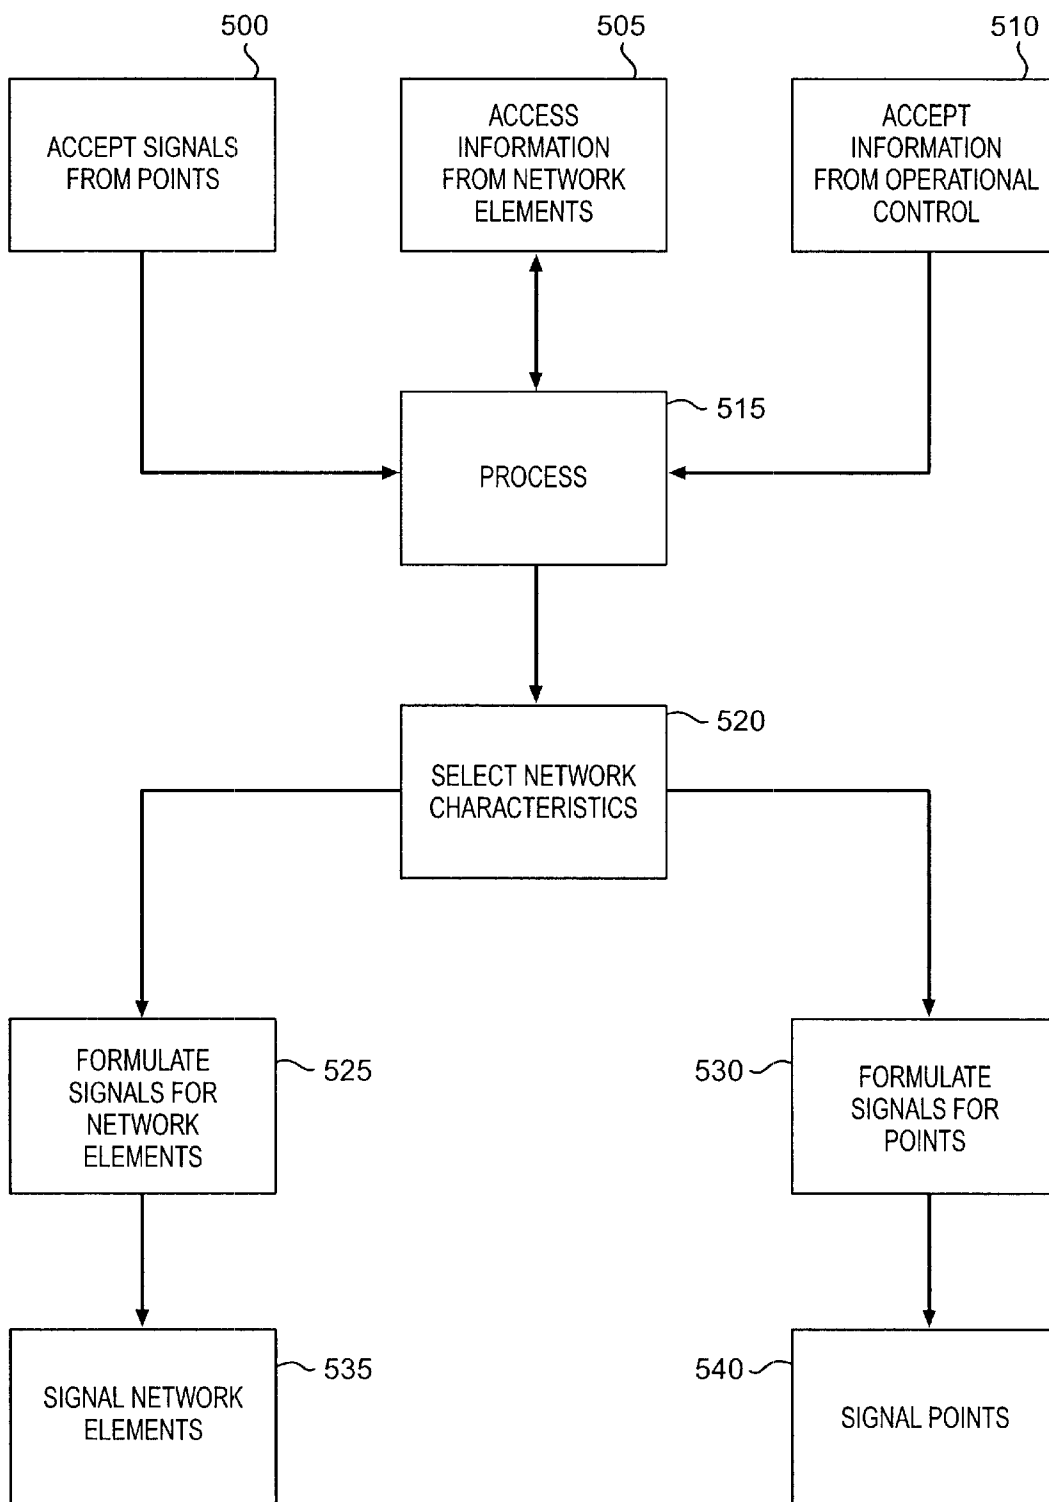 500
505
510
ACCEPT SIGNALS
FROM POINTS
ACCESS
INFORMATION
FROM NETWORK
ELEMENTS
ACCEPT
INFORMATION
FROM OPERATIONAL
CONTROL
515
PROCESS
520
SELECT NETWORK
CHARACTERISTICS
FORMULATE
SIGNALS FOR
NETWORK
ELEMENTS
525
530
FORMULATE
SIGNALS FOR
POINTS
SIGNAL NETWORK
ELEMENTS
535
540
SIGNAL POINTS